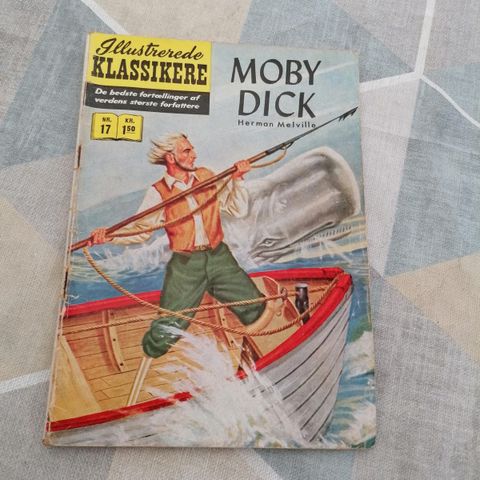 Illustrerede
KLASSIKERE
De bedste fortællinger af
verdens største forfattere
NR. KR.
17 1.50
MOBY
DICK
Herman Melville